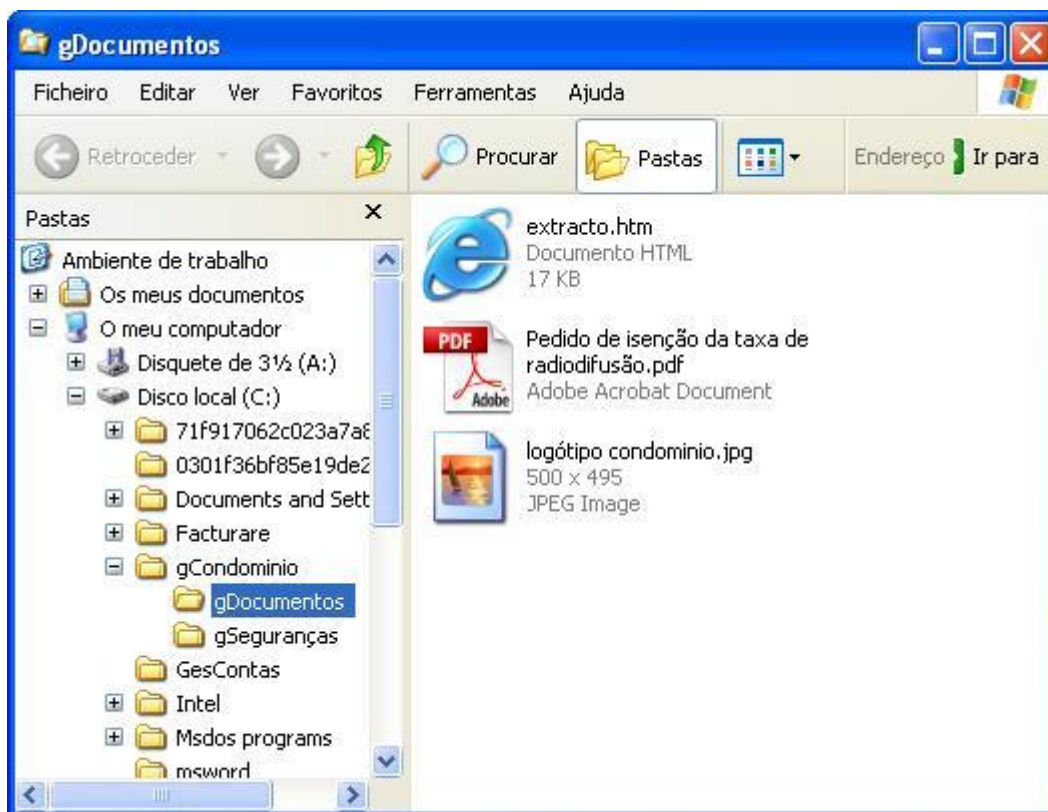 gDocumentos
Ficheiro Editar Ver Favoritos Ferramentas Ajuda
Retroceder Procurar Pastas Endereço Ir para
Pastas
Ambiente de trabalho
Os meus documentos
O meu computador
Disquete de 3½ (A:)
Disco local (C:)
71f917062c023a7a8
0301f36bf85e19de2
Documents and Sett
Facturare
gCondominio
gDocumentos
gSeguranças
GesContas
Intel
Msdos programs
msword
extracto.htm
Documento HTML
17 KB
PDF
Adobe
Pedido de isenção da taxa de
radiodifusão.pdf
Adobe Acrobat Document
logótipo condominio.jpg
500 x 495
JPEG Image